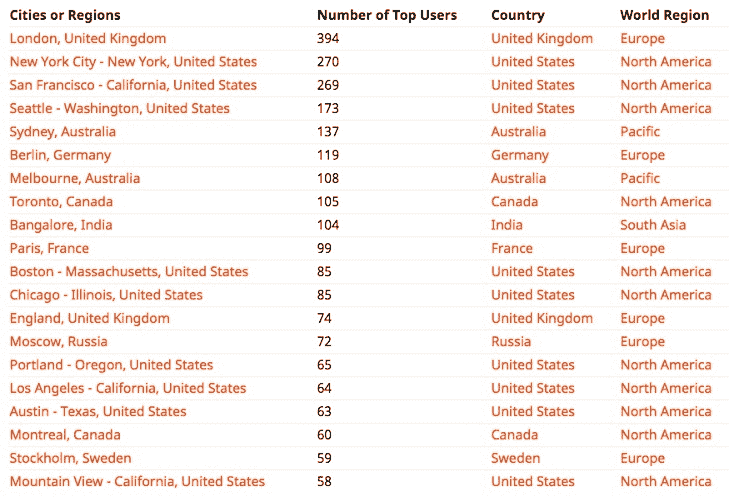 Cities or Regions Number of Top Users Country World Region
London, United Kingdom 394 United Kingdom Europe
New York City - New York, United States 270 United States North America
San Francisco - California, United States 269 United States North America
Seattle - Washington, United States 173 United States North America
Sydney, Australia 137 Australia Pacific
Berlin, Germany 119 Germany Europe
Melbourne, Australia 108 Australia Pacific
Toronto, Canada 105 Canada North America
Bangalore, India 104 India South Asia
Paris, France 99 France Europe
Boston - Massachusetts, United States 85 United States North America
Chicago - Illinois, United States 85 United States North America
England, United Kingdom 74 United Kingdom Europe
Moscow, Russia 72 Russia Europe
Portland - Oregon, United States 65 United States North America
Los Angeles - California, United States 64 United States North America
Austin - Texas, United States 63 United States North America
Montreal, Canada 60 Canada North America
Stockholm, Sweden 59 Sweden Europe
Mountain View - California, United States 58 United States North America